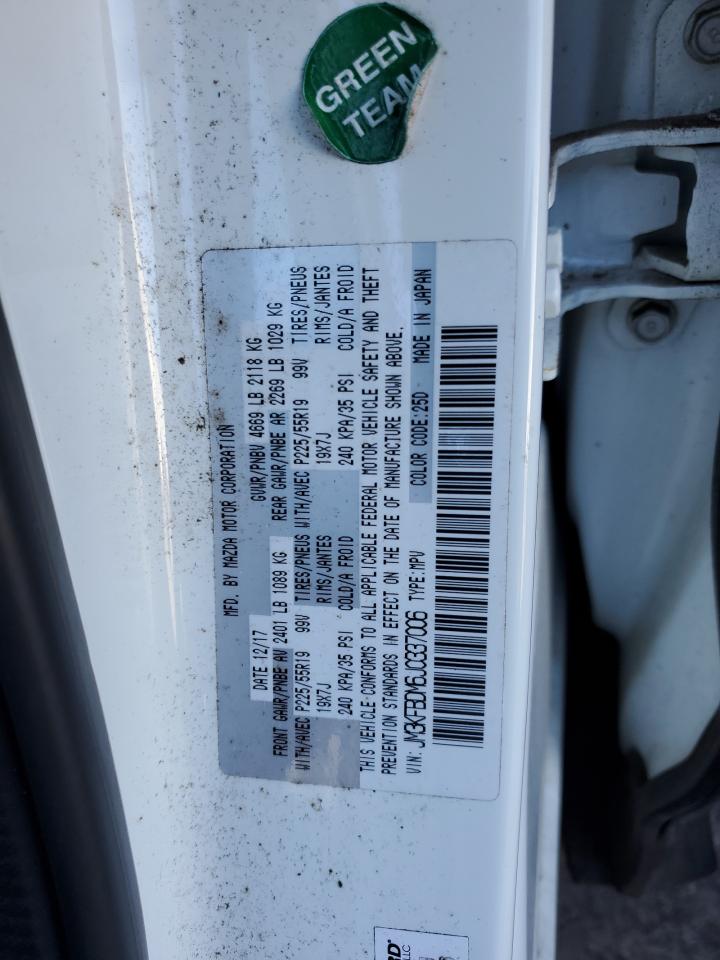 GREEN
TEAM
MFD. BY MAZDA MOTOR CORPORATION
DATE 12/17 GVWR/PNBV 4669 LB 2118 KG
FRONT GAWR/PNBE AV 2401 LB 1089 KG REAR GAWR/PNBE AR 2269 LB 1029 KG
WITH/AVEC P225/55R19 99V TIRES/PNEUS WITH/AVEC P225/55R19 99V TIRES/PNEUS
19X7J RIMS/JANTES 19X7J RIMS/JANTES
240 KPA/35 PSI COLD/A FROID 240 KPA/35 PSI COLD/A FROID
THIS VEHICLE CONFORMS TO ALL APPLICABLE FEDERAL MOTOR VEHICLE SAFETY AND THEFT
PREVENTION STANDARDS IN EFFECT ON THE DATE OF MANUFACTURE SHOWN ABOVE.
VIN: JM3KFBDM6J0337006 TYPE:MPV COLOR CODE:25D MADE IN JAPAN